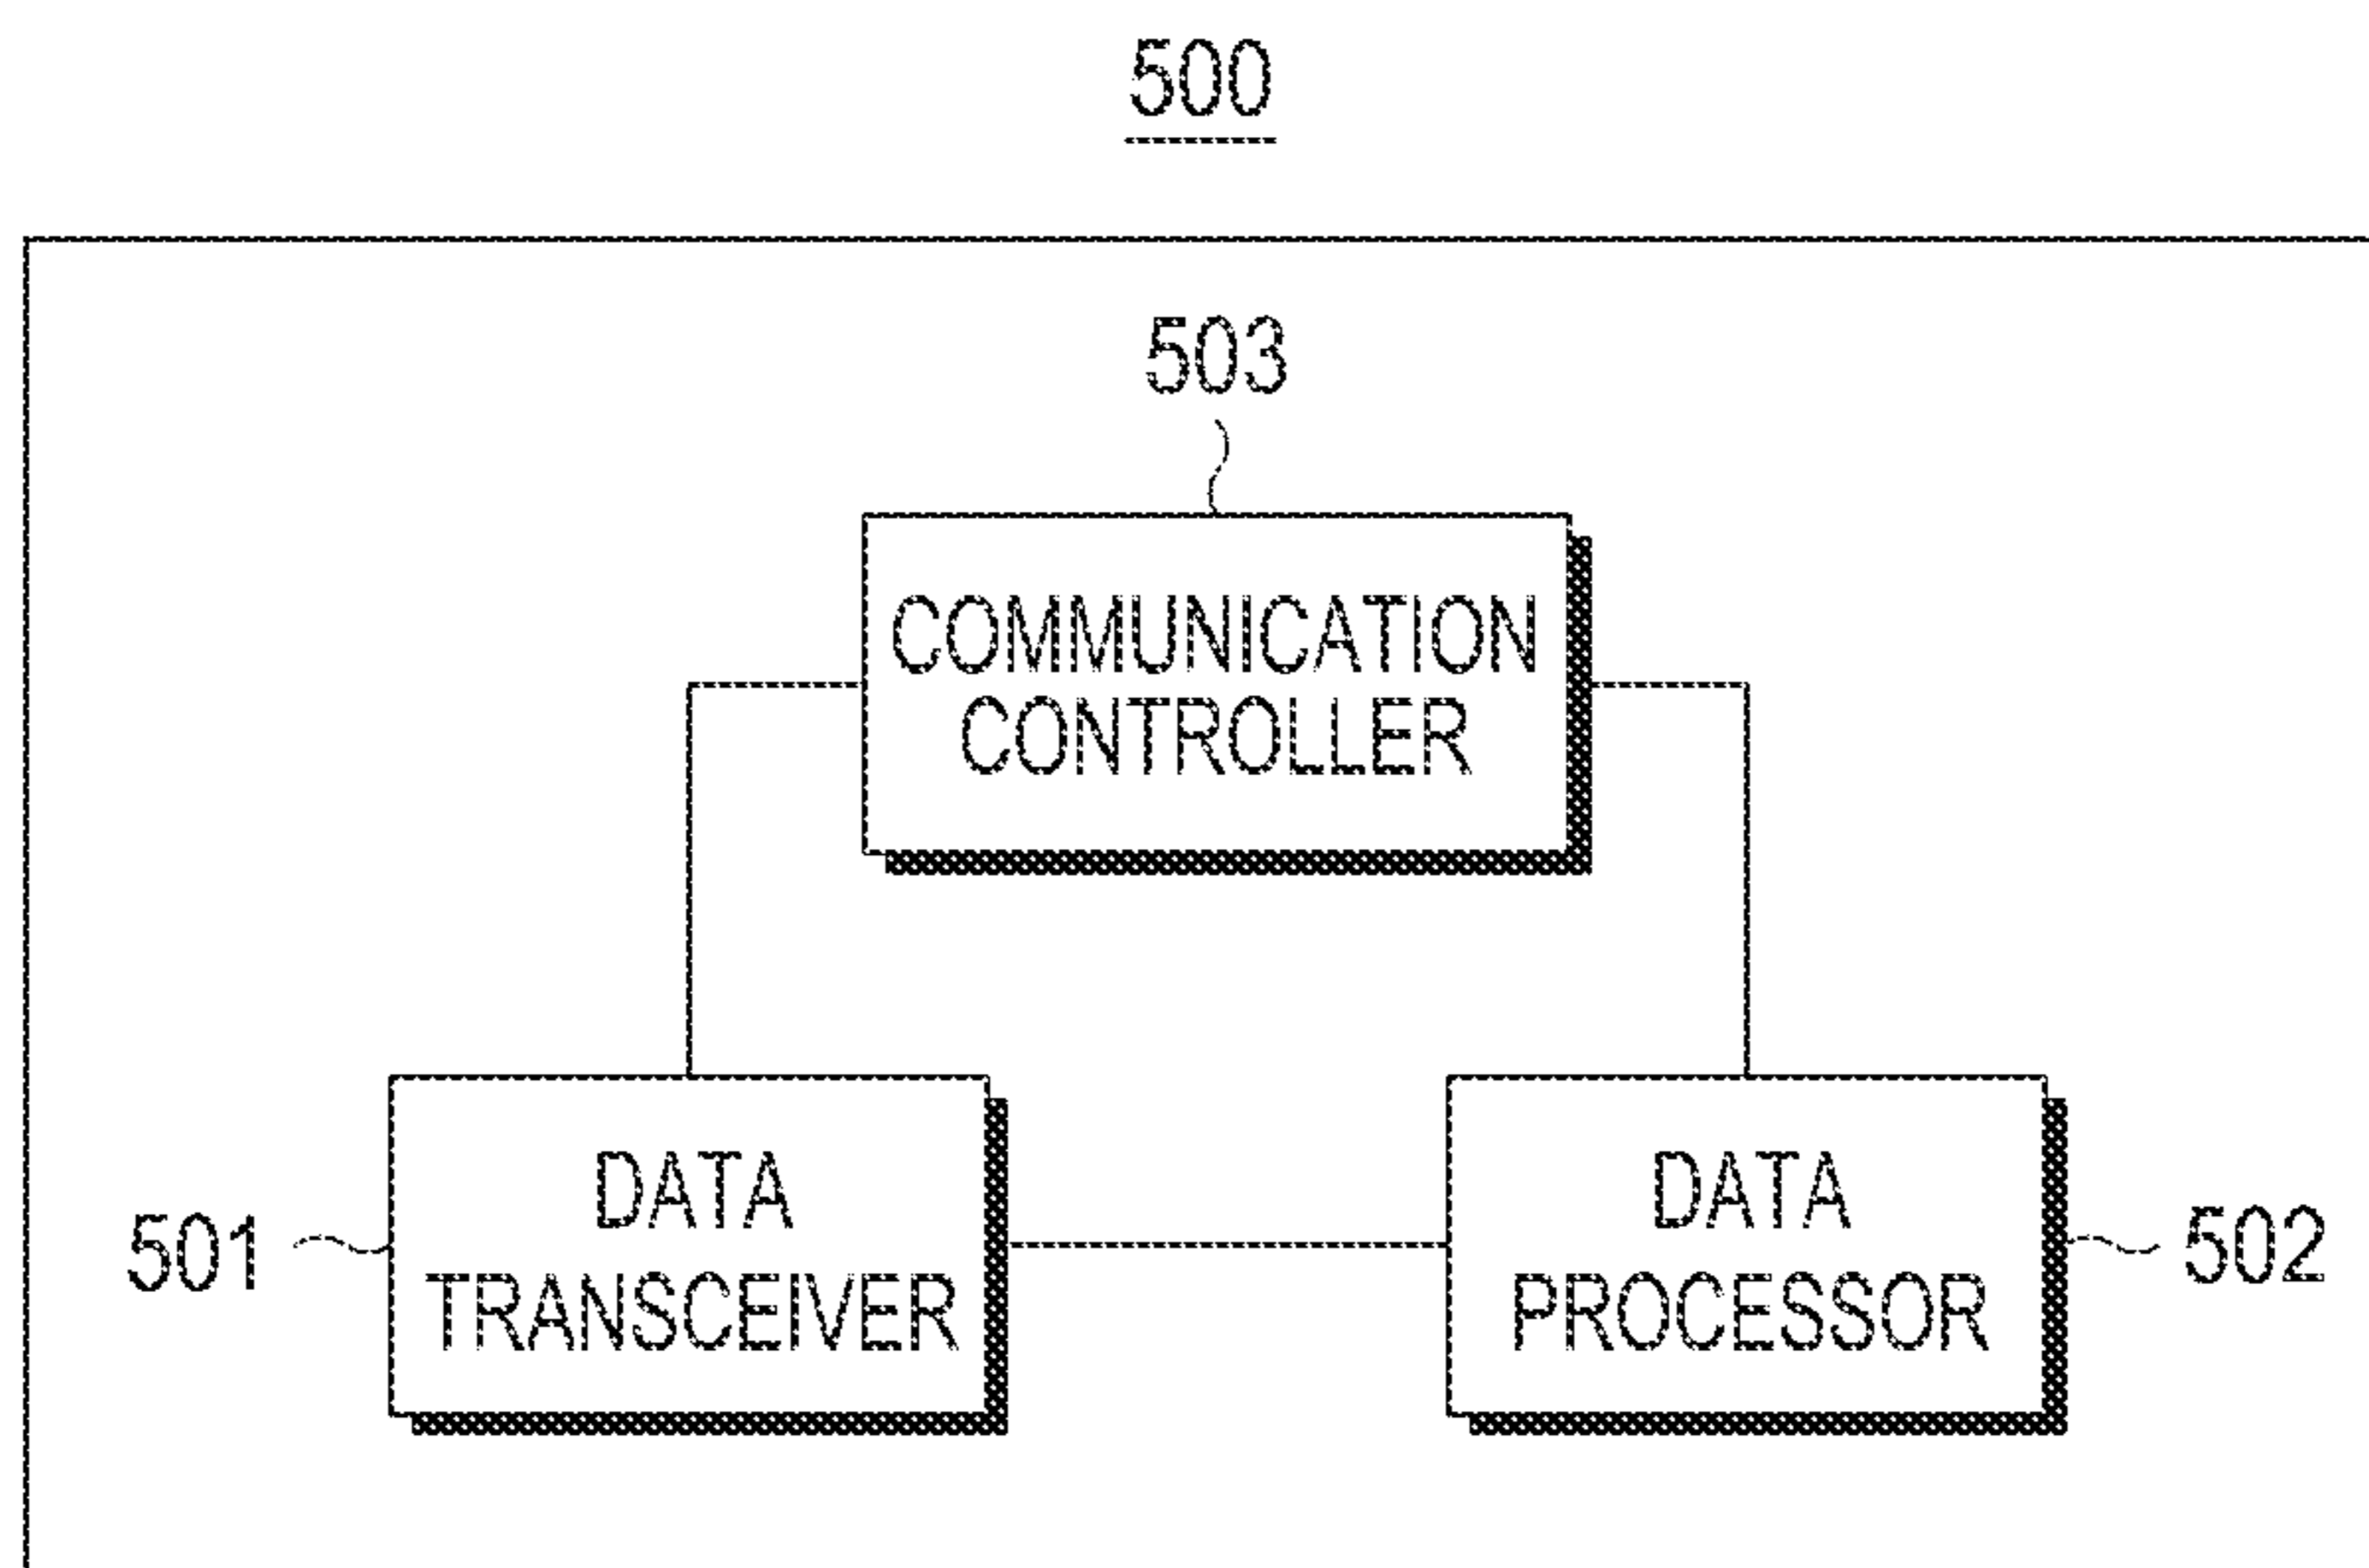 500
503
COMMUNICATION
CONTROLLER
501
DATA
TRANSCEIVER
DATA
PROCESSOR
502